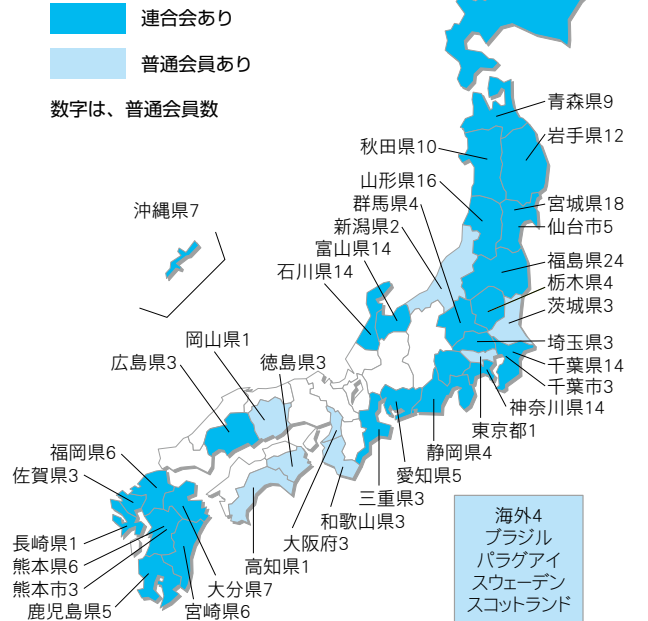 連合会あり
普通会員あり
数字は、普通会員数
青森県9
岩手県12
秋田県10
山形県16
群馬県4
宮城県18
新潟県2
仙台市5
沖縄県7
富山県14
福島県24
石川県14
栃木県4
茨城県3
岡山県1
埼玉県3
広島県3
徳島県3
千葉県14
千葉市3
神奈川県14
東京都1
静岡県4
福岡県6
愛知県5
佐賀県3
三重県3
和歌山県3
海外4
ブラジル
パラグアイ
スウェーデン
スコットランド
長崎県1
大阪府3
熊本県6
高知県1
熊本市3
大分県7
鹿児島県5
宮崎県6